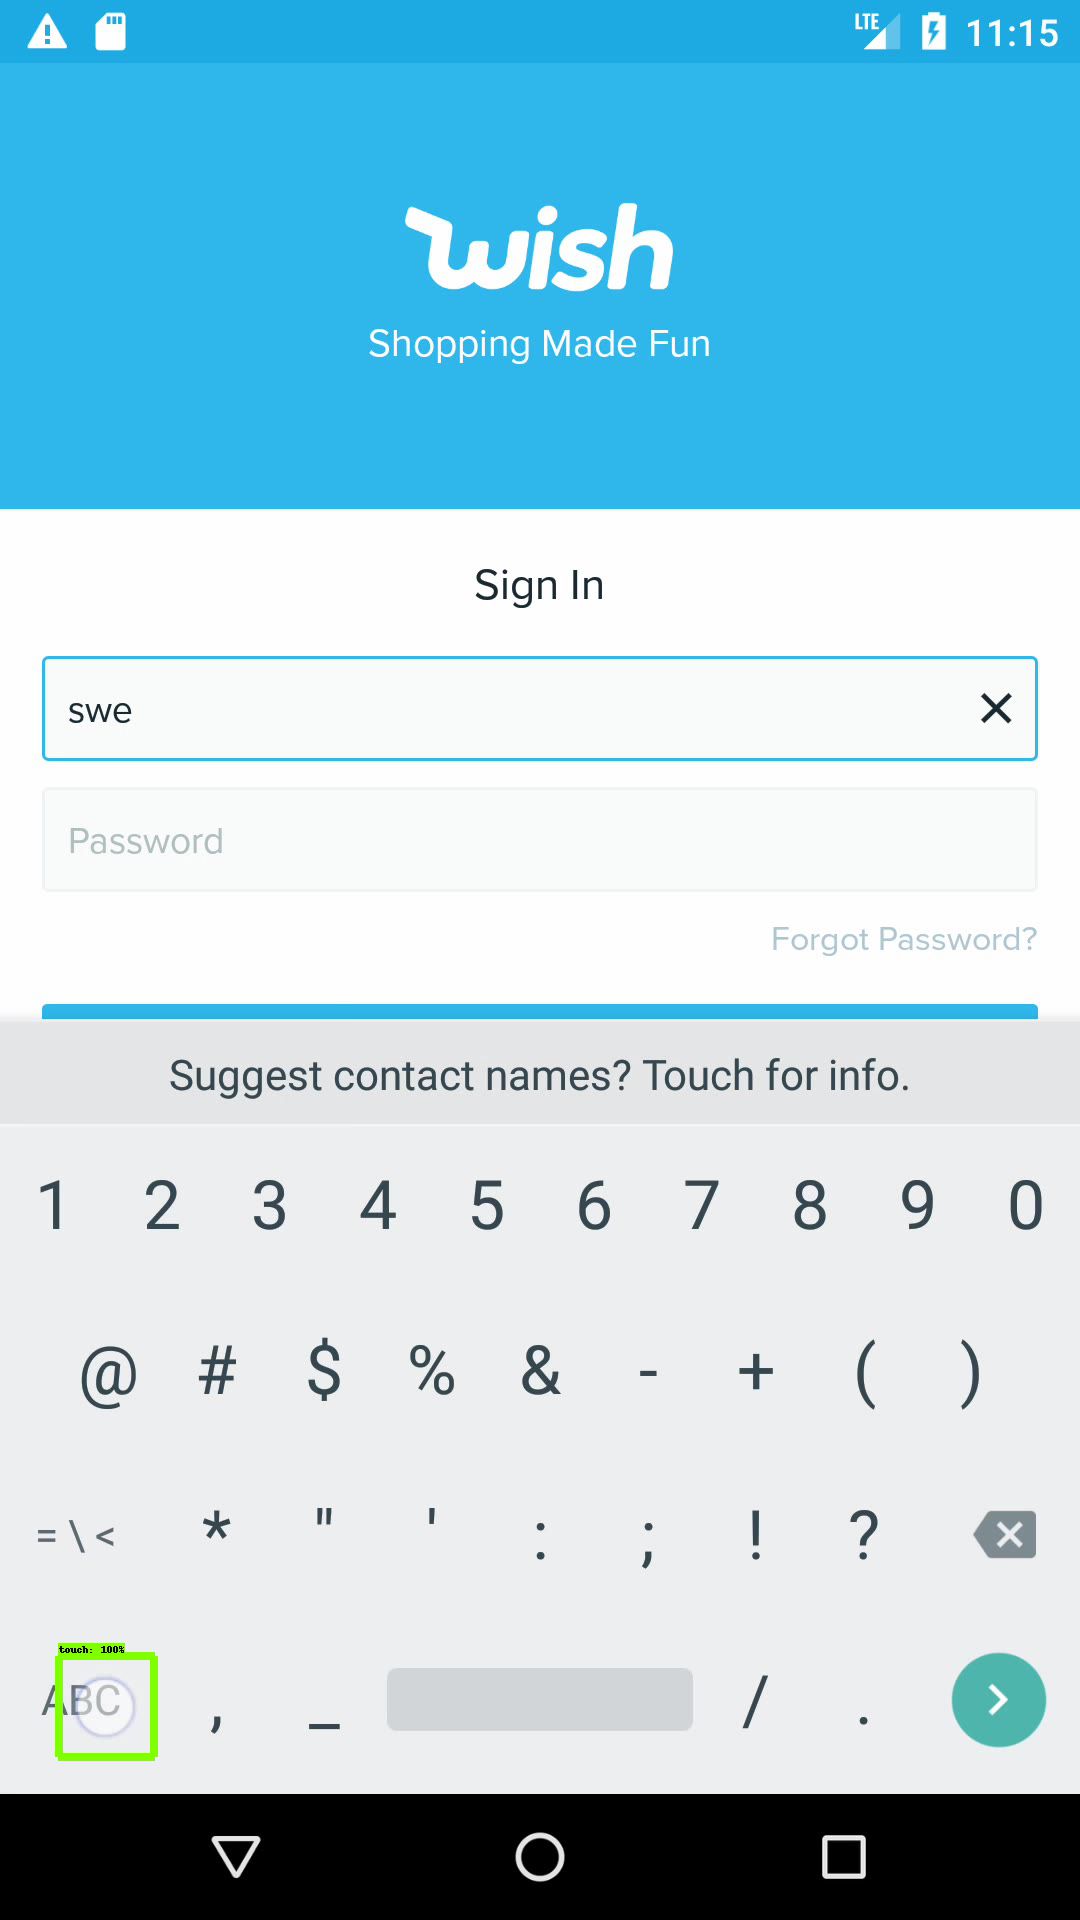 LTE 11:15
wish
Shopping Made Fun
Sign In
swe
Password
Forgot Password?
Suggest contact names? Touch for info.
1 2 3 4 5 6 7 8 9 0
@ # $ % & - + ( )
= \ < * " ' : ; ! ?
touch: 100%
ABC , _ / .